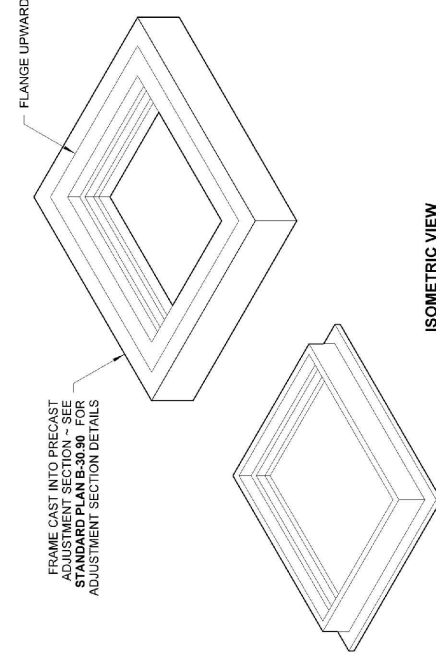 FLANGE UPWARD
FRAME CAST INTO PRECAST
ADJUSTMENT SECTION ~ SEE
STANDARD PLAN B-30.90 FOR
ADJUSTMENT SECTION DETAILS
ISOMETRIC VIEW